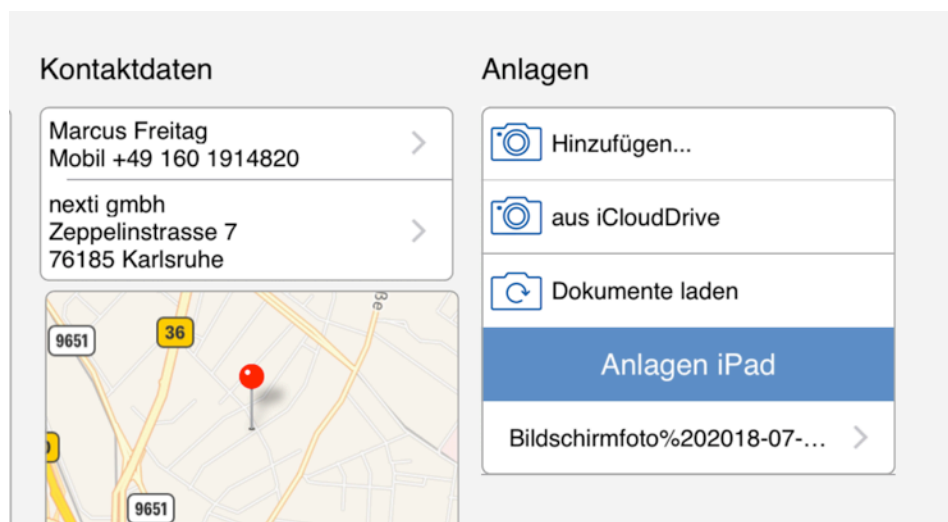 Kontaktdaten
Marcus Freitag
Mobil +49 160 1914820
nexti gmbh
Zeppelinstrasse 7
76185 Karlsruhe
9651
36
Be
9651
Anlagen
Hinzufügen...
aus iCloudDrive
Dokumente laden
Anlagen iPad
Bildschirmfoto%202018-07-...